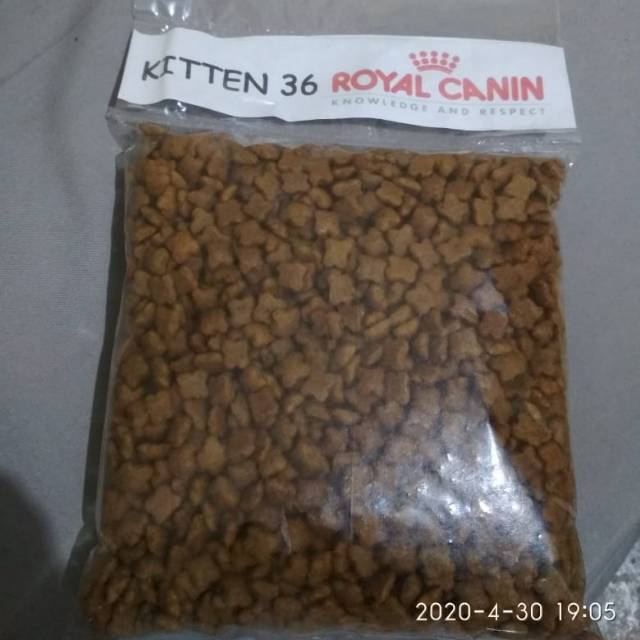 KITTEN 36 ROYAL CANIN
KNOWLEDGE AND RESPECT
2020-4-30 19:05